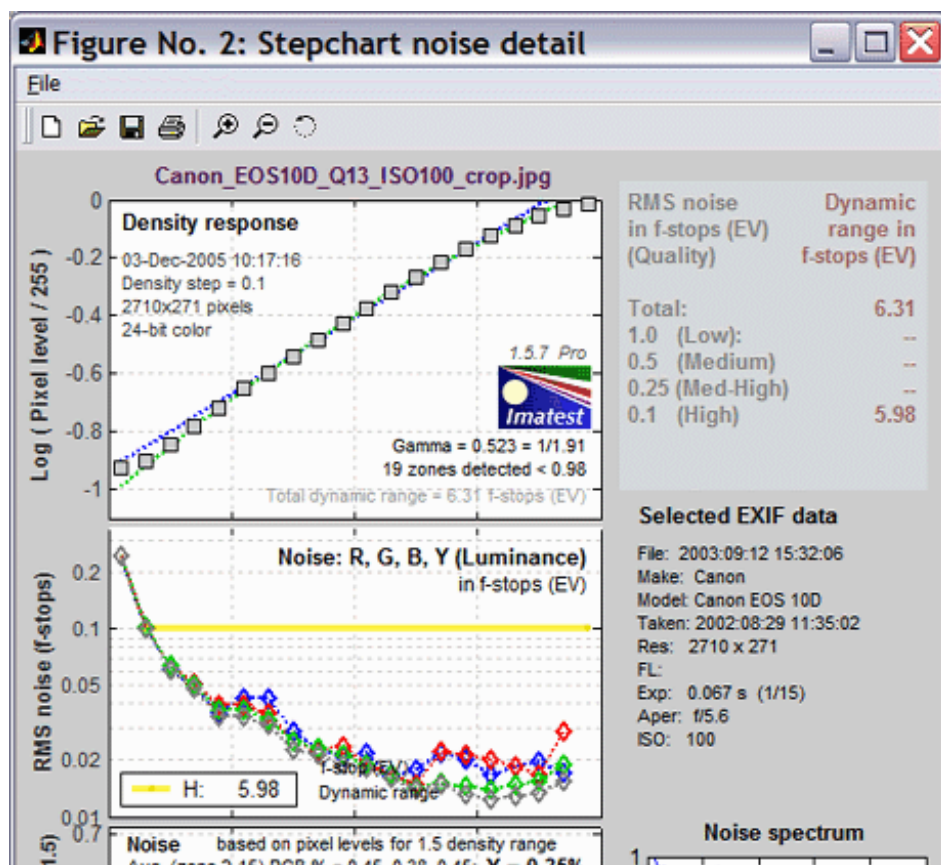 Figure No. 2: Stepchart noise detail
File
Canon_EOS10D_Q13_ISO100_crop.jpg
Density response
03-Dec-2005 10:17:16
Density step = 0.1
2710x271 pixels
24-bit color
1.5.7 Pro
Imatest
Gamma = 0.523 = 1/1.91
19 zones detected < 0.98
Total dynamic range = 6.31 f-stops (EV)
Log ( Pixel level / 255 )
0
-0.2
-0.4
-0.6
-0.8
-1
RMS noise Dynamic
in f-stops (EV) range in
(Quality) f-stops (EV)
Total: 6.31
1.0 (Low): --
0.5 (Medium) --
0.25 (Med-High) --
0.1 (High) 5.98
Selected EXIF data
File: 2003:09:12 15:32:06
Make: Canon
Model: Canon EOS 10D
Taken: 2002:08:29 11:35:02
Res: 2710 x 271
FL:
Exp: 0.067 s (1/15)
Aper: f/5.6
ISO: 100
Noise: R, G, B, Y (Luminance)
in f-stops (EV)
RMS noise (f-stops)
0.2
0.1
0.05
0.02
0.01
H: 5.98
f-stop (EV)
Dynamic range
0.7
1.5)
Noise based on pixel levels for 1.5 density range
Noise spectrum
1